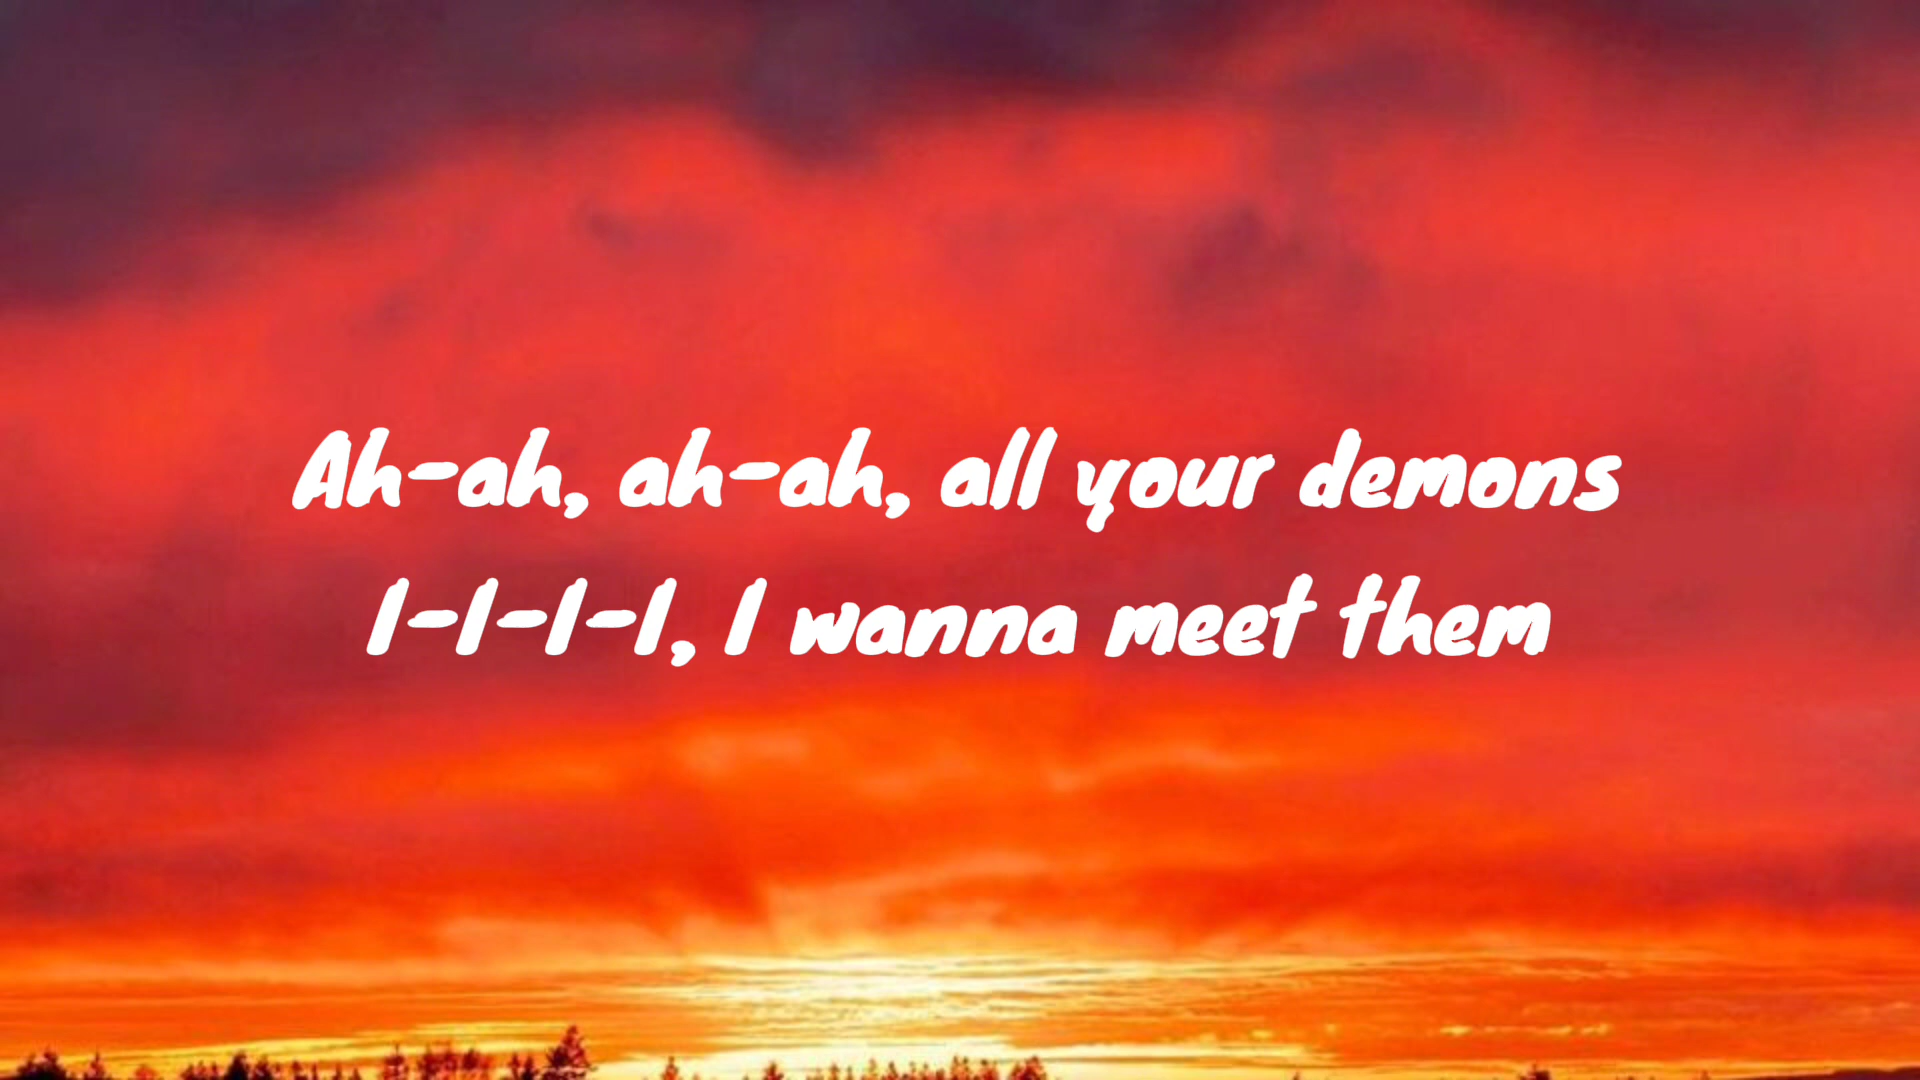 Ah-ah, ah-ah, all your demons
I-I-I-I, I wanna meet them